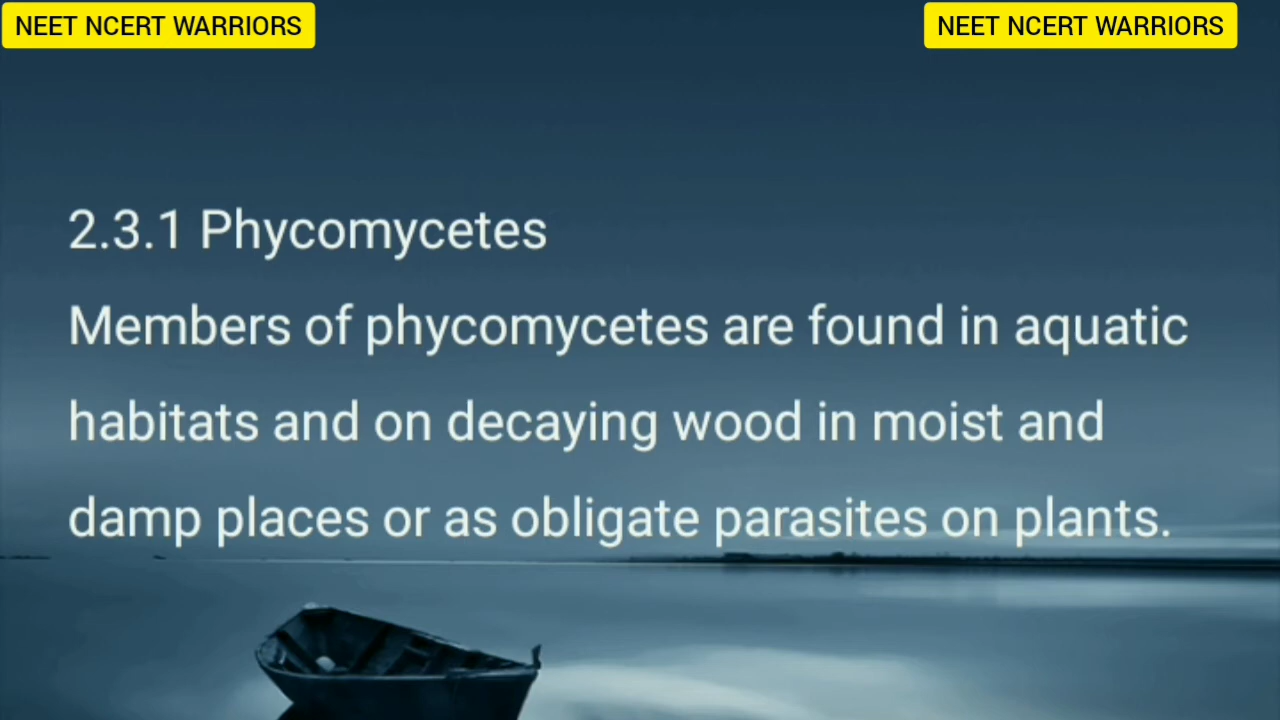 NEET NCERT WARRIORS NEET NCERT WARRIORS
2.3.1 Phycomycetes
Members of phycomycetes are found in aquatic
habitats and on decaying wood in moist and
damp places or as obligate parasites on plants.